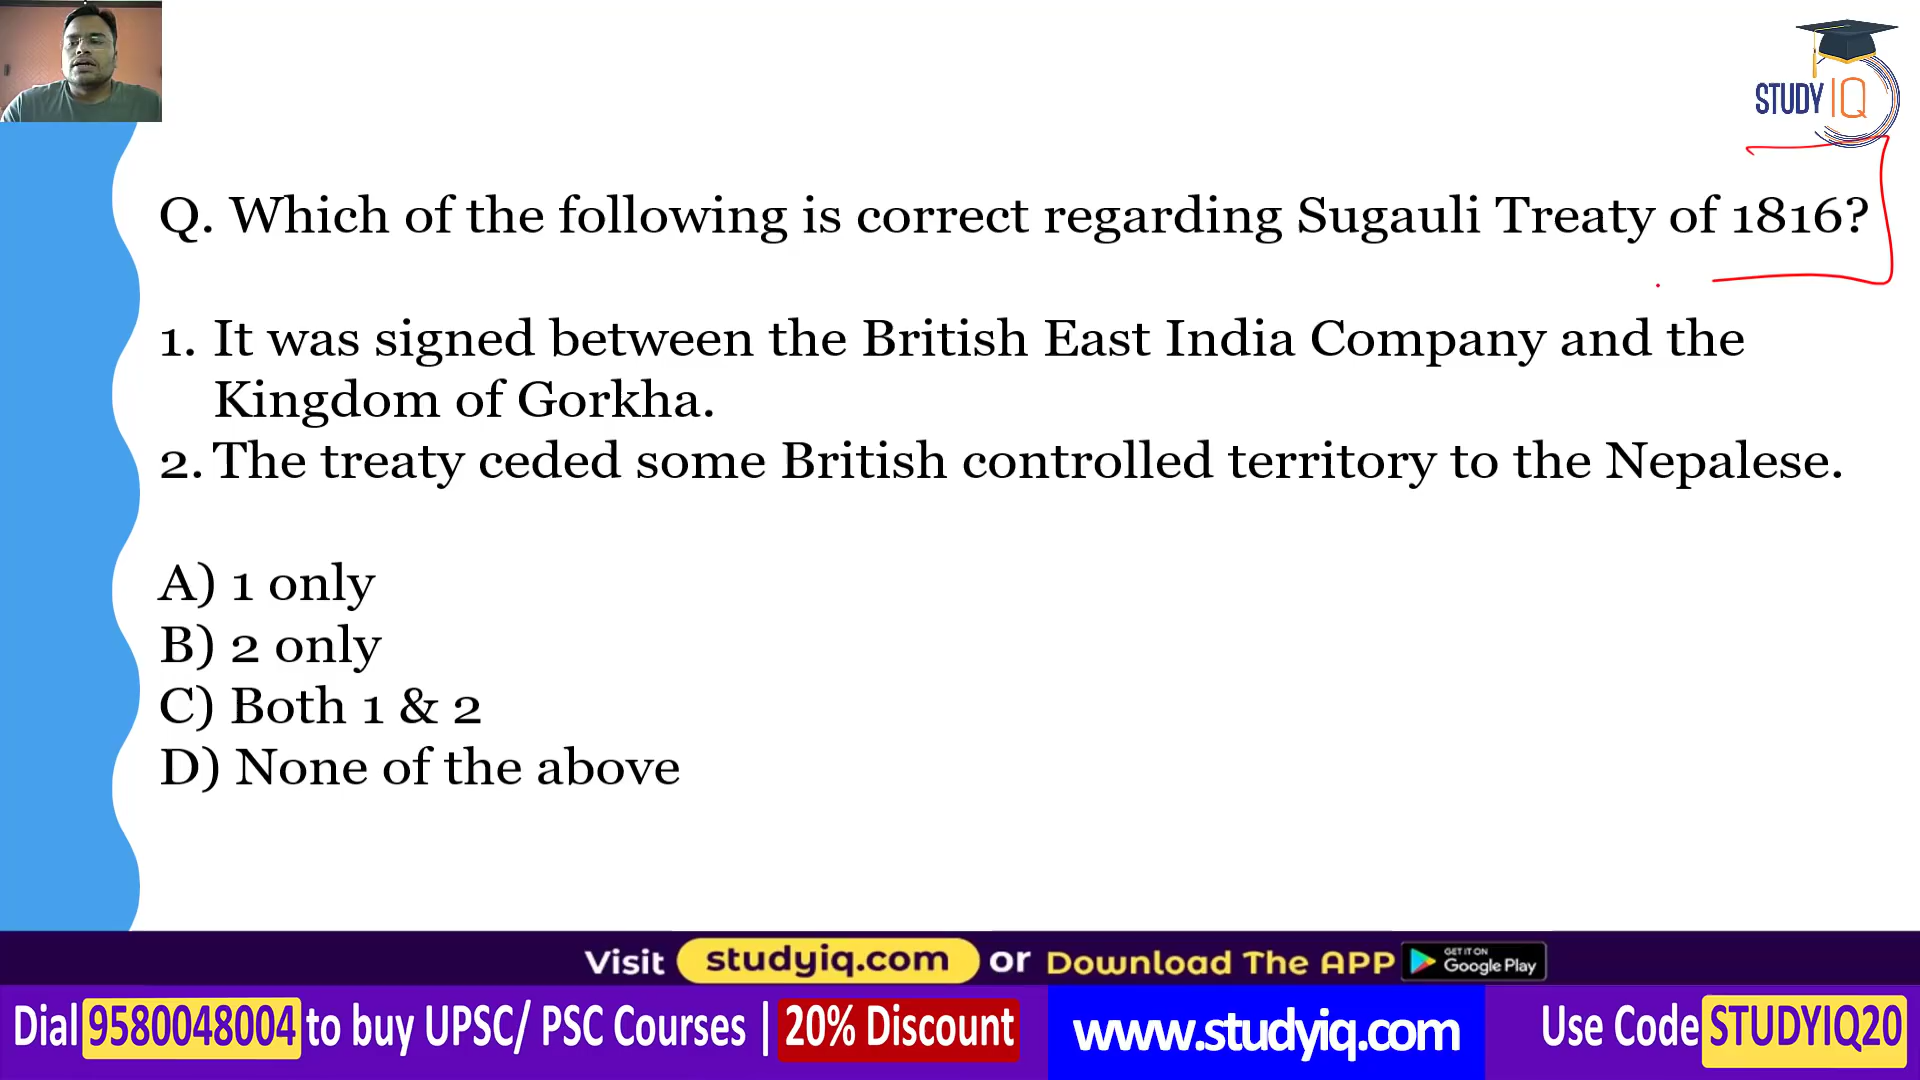 STUDY IQ
Q. Which of the following is correct regarding Sugauli Treaty of 1816?
1. It was signed between the British East India Company and the
Kingdom of Gorkha.
2. The treaty ceded some British controlled territory to the Nepalese.
A) 1 only
B) 2 only
C) Both 1 & 2
D) None of the above
Visit studyiq.com or Download The APP GET IT ON Google Play
Dial 9580048004 to buy UPSC/ PSC Courses | 20% Discount www.studyiq.com Use Code STUDYIQ20